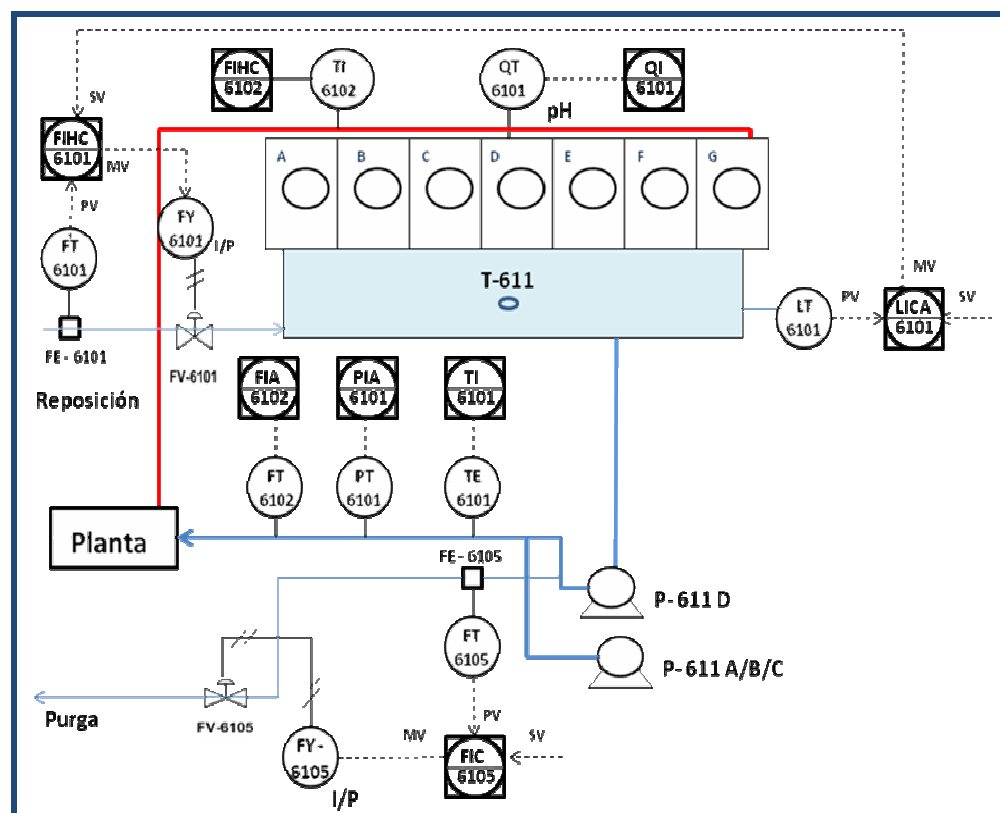 FIHC
6102
TI
6102
QT
6101
QI
6101
pH
SV
FIHC
6101
MV
PV
FT
6101
FY
6101
I/P
A B C D E F G
T-611
LT
6101
PV
MV
LICA
6101
SV
FE - 6101
FV-6101
Reposición
FIA
6102
PIA
6101
TI
6101
FT
6102
PT
6101
TE
6101
Planta
FE - 6105
P- 611 D
P- 611 A/B/C
FT
6105
Purga
FV-6105
PV
FY -
6105
I/P
MV
FIC
6105
SV